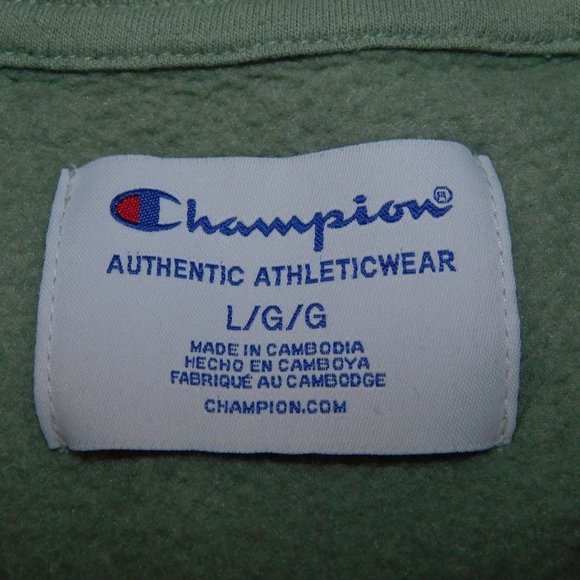 Champion®
AUTHENTIC ATHLETICWEAR
L/G/G
MADE IN CAMBODIA
HECHO EN CAMBOYA
FABRIQUÉ AU CAMBODGE
CHAMPION.COM